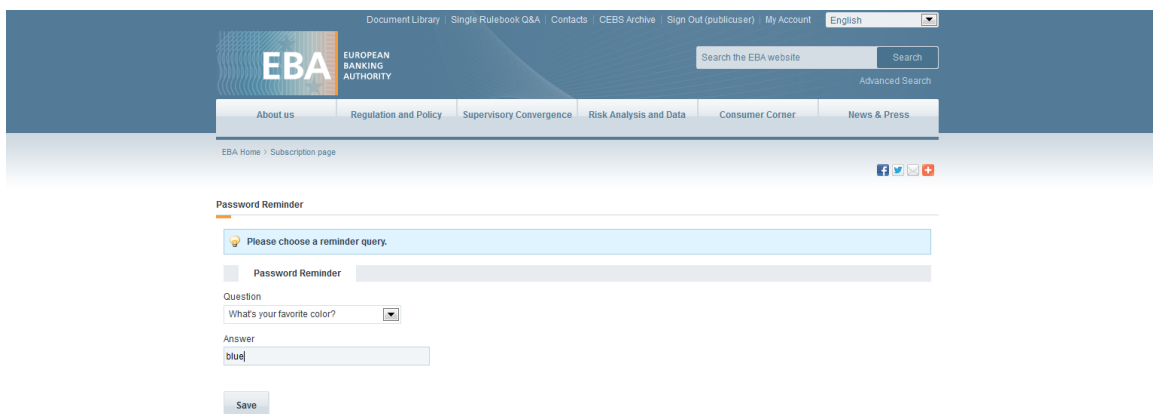 Document Library | Single Rulebook Q&A | Contacts | CEBS Archive | Sign Out (publicuser) | My Account English
EBA EUROPEAN BANKING AUTHORITY
Search the EBA website Search
Advanced Search
About us Regulation and Policy Supervisory Convergence Risk Analysis and Data Consumer Corner News & Press
EBA Home > Subscription page
Password Reminder
Please choose a reminder query.
Password Reminder
Question
What's your favorite color?
Answer
blue
Save